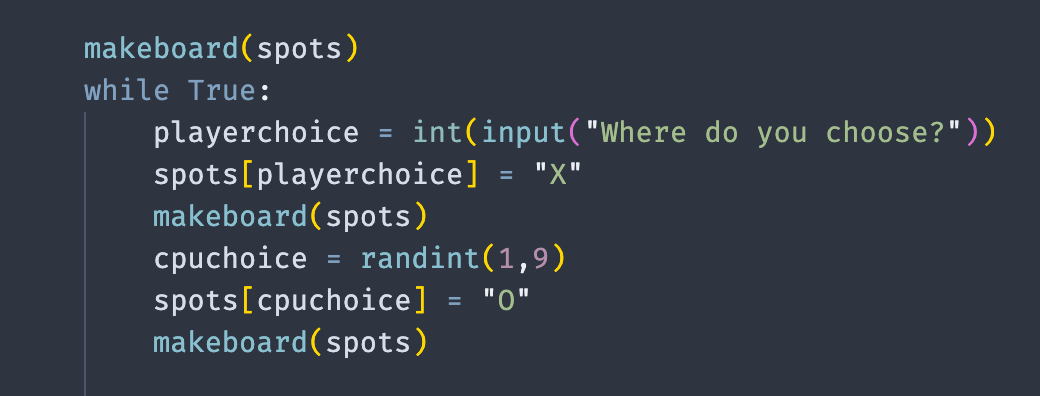 makeboard(spots)
while True:
    playerchoice = int(input("Where do you choose?"))
    spots[playerchoice] = "X"
    makeboard(spots)
    cpuchoice = randint(1,9)
    spots[cpuchoice] = "O"
    makeboard(spots)